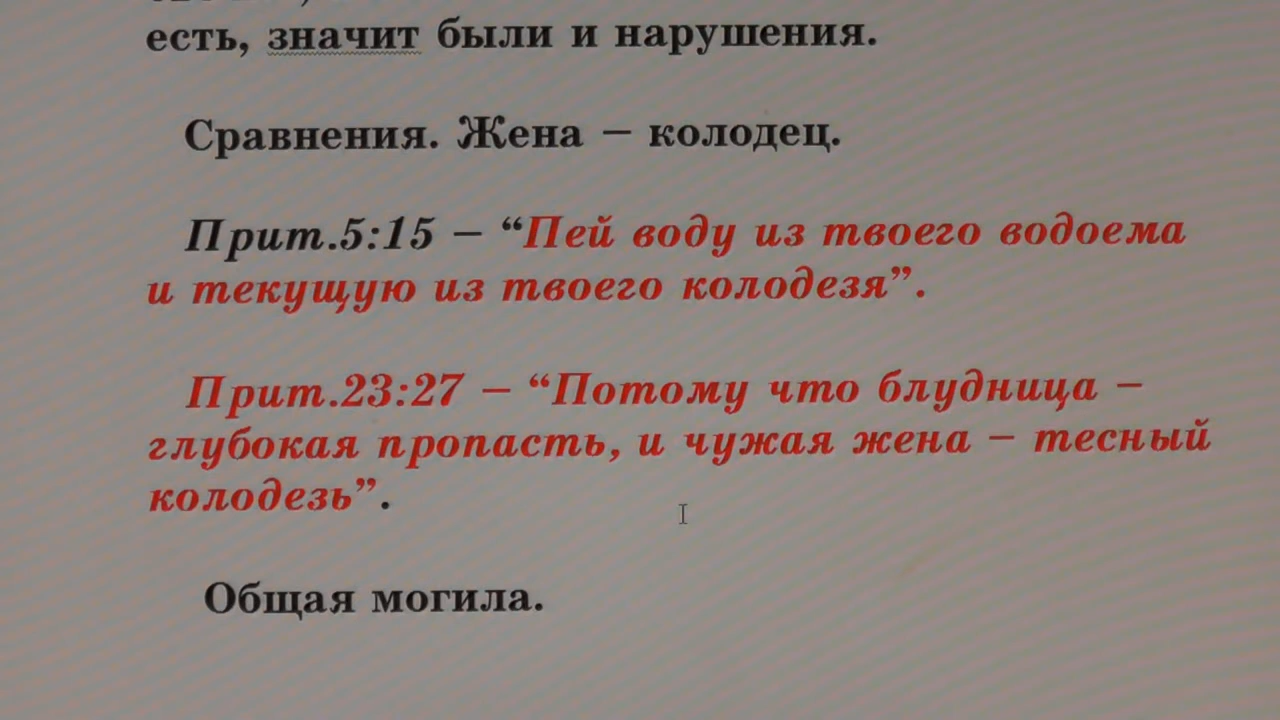 есть, значит были и нарушения.
Сравнения. Жена – колодец.
Прит.5:15 – “Пей воду из твоего водоема
и текущую из твоего колодезя”.
Прит.23:27 – “Потому что блудница –
глубокая пропасть, и чужая жена – тесный
колодезь”.
Общая могила.